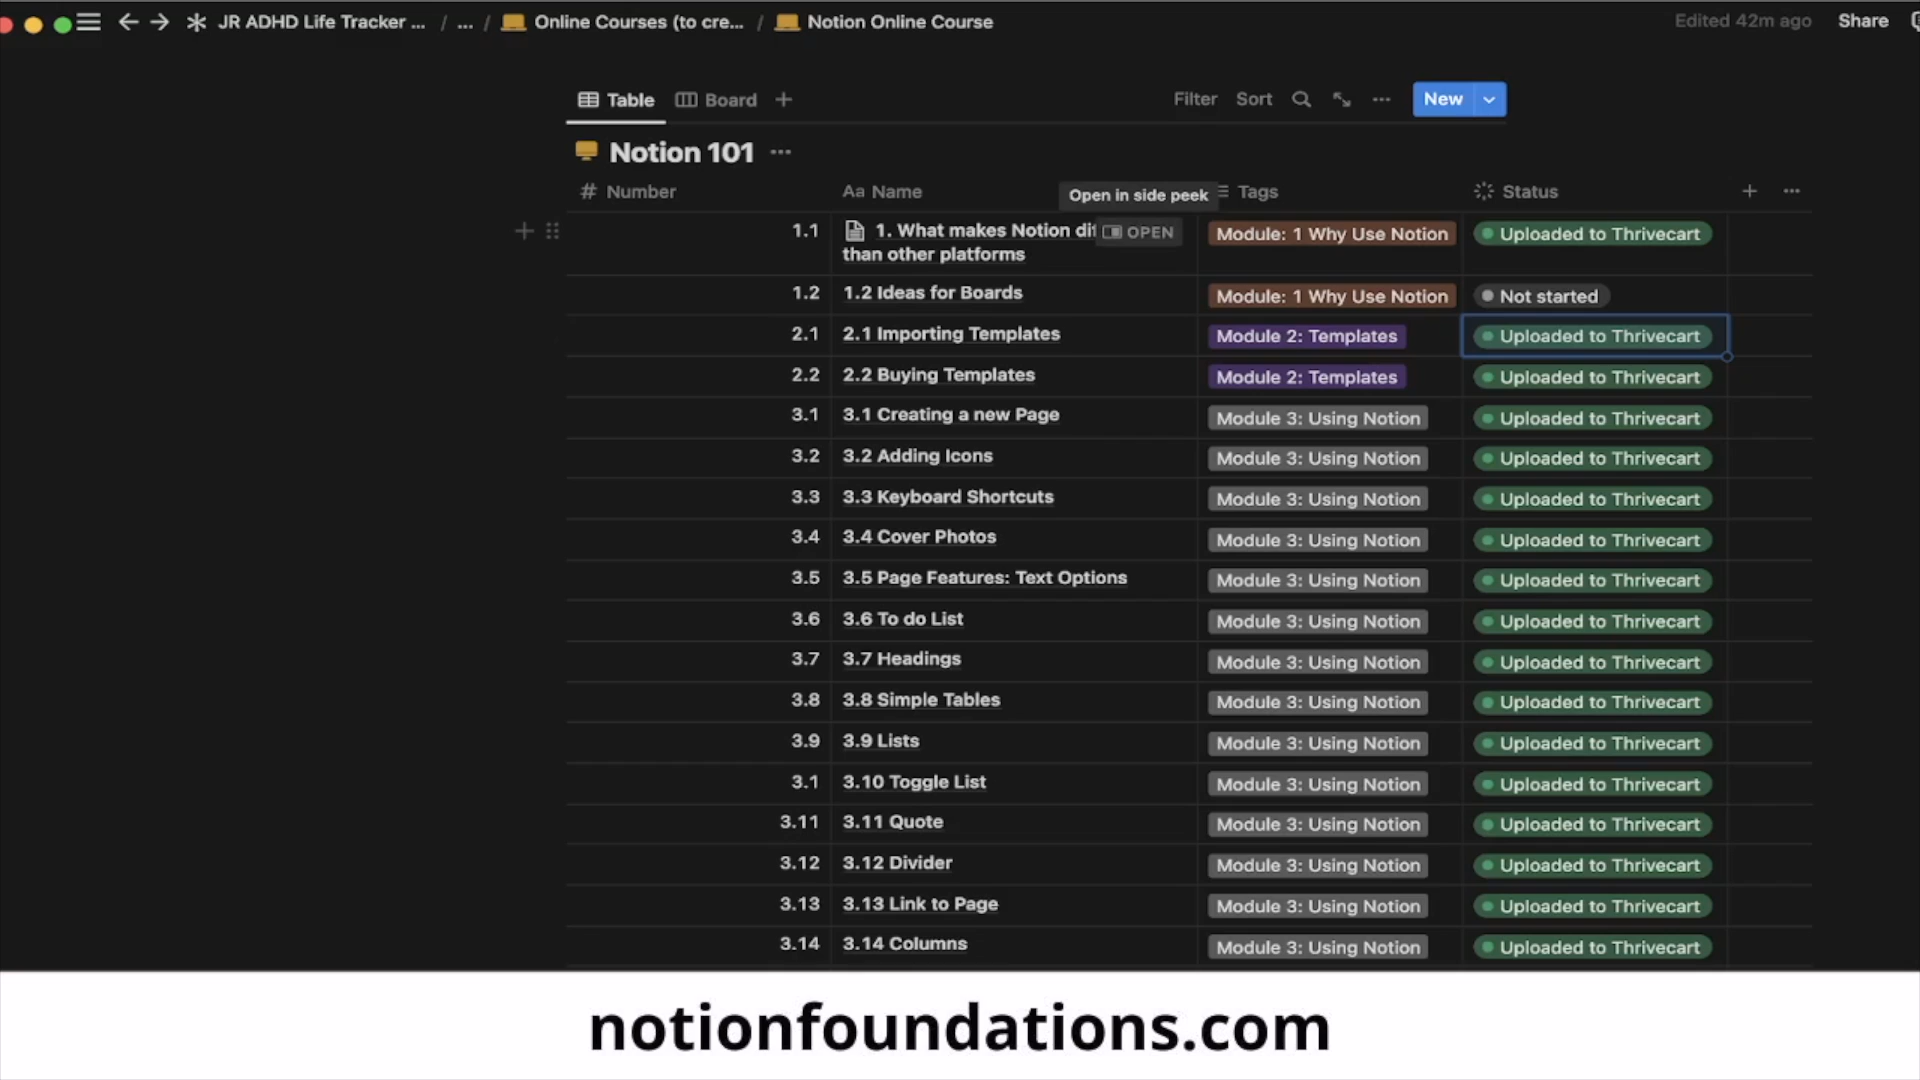 JR ADHD Life Tracker ... / ... / Online Courses (to cre... / Notion Online Course
Edited 42m ago Share
Table Board
Filter Sort New
Notion 101 ...
# Number Aa Name Open in side peek Tags Status
1.1 1. What makes Notion dif OPEN Module: 1 Why Use Notion Uploaded to Thrivecart
than other platforms
1.2 1.2 Ideas for Boards Module: 1 Why Use Notion Not started
2.1 2.1 Importing Templates Module 2: Templates Uploaded to Thrivecart
2.2 2.2 Buying Templates Module 2: Templates Uploaded to Thrivecart
3.1 3.1 Creating a new Page Module 3: Using Notion Uploaded to Thrivecart
3.2 3.2 Adding Icons Module 3: Using Notion Uploaded to Thrivecart
3.3 3.3 Keyboard Shortcuts Module 3: Using Notion Uploaded to Thrivecart
3.4 3.4 Cover Photos Module 3: Using Notion Uploaded to Thrivecart
3.5 3.5 Page Features: Text Options Module 3: Using Notion Uploaded to Thrivecart
3.6 3.6 To do List Module 3: Using Notion Uploaded to Thrivecart
3.7 3.7 Headings Module 3: Using Notion Uploaded to Thrivecart
3.8 3.8 Simple Tables Module 3: Using Notion Uploaded to Thrivecart
3.9 3.9 Lists Module 3: Using Notion Uploaded to Thrivecart
3.1 3.10 Toggle List Module 3: Using Notion Uploaded to Thrivecart
3.11 3.11 Quote Module 3: Using Notion Uploaded to Thrivecart
3.12 3.12 Divider Module 3: Using Notion Uploaded to Thrivecart
3.13 3.13 Link to Page Module 3: Using Notion Uploaded to Thrivecart
3.14 3.14 Columns Module 3: Using Notion Uploaded to Thrivecart
notionfoundations.com